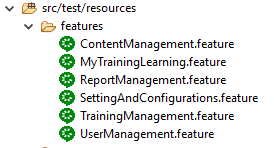 src/test/resources
features
ContentManagement.feature
MyTrainingLearning.feature
ReportManagement.feature
SettingAndConfigurations.feature
TrainingManagement.feature
UserManagement.feature